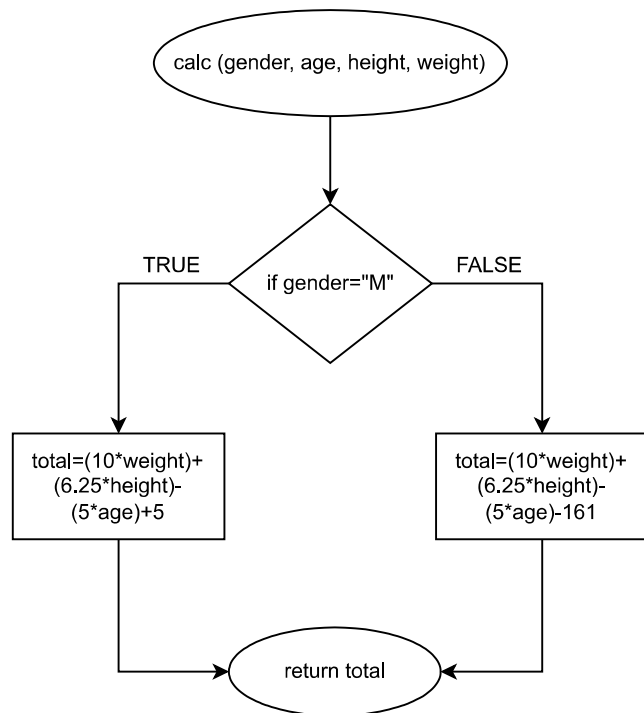 calc (gender, age, height, weight)
TRUE
if gender="M"
FALSE
total=(10*weight)+
(6.25*height)-
(5*age)+5
total=(10*weight)+
(6.25*height)-
(5*age)-161
return total